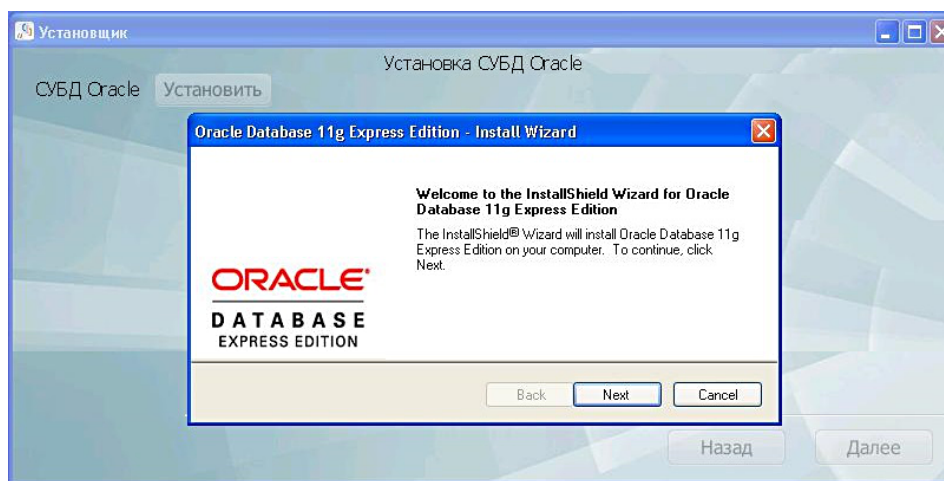 Установщик
Установка СУБД Oracle
СУБД Oracle Установить
Oracle Database 11g Express Edition - Install Wizard
Welcome to the InstallShield Wizard for Oracle
Database 11g Express Edition
The InstallShield® Wizard will install Oracle Database 11g
Express Edition on your computer. To continue, click
Next.
ORACLE®
DATABASE
EXPRESS EDITION
Back Next Cancel
Назад Далее